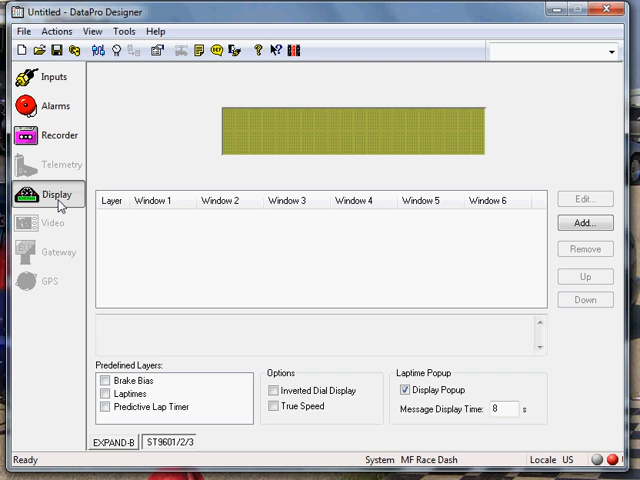 Untitled - DataPro Designer
File Actions View Tools Help
Inputs
Alarms
Recorder
Telemetry
Display
Video
Gateway
GPS
Layer Window 1 Window 2 Window 3 Window 4 Window 5 Window 6
Edit...
Add...
Remove
Up
Down
Predefined Layers:
Brake Bias
Laptimes
Predictive Lap Timer
Options
Inverted Dial Display
True Speed
Laptime Popup
Display Popup
Message Display Time: 8 s
EXPAND-B ST9601/2/3
Ready System MF Race Dash Locale US